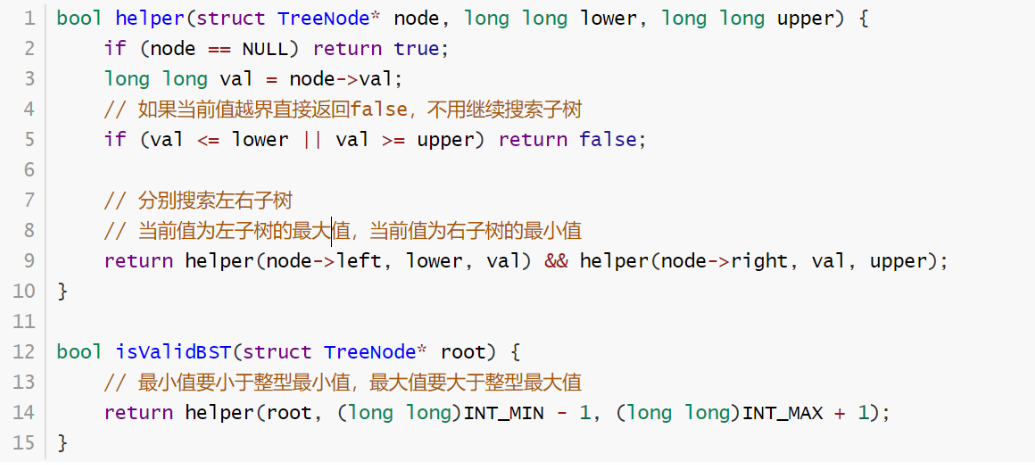 1 bool helper(struct TreeNode* node, long long lower, long long upper) {
2     if (node == NULL) return true;
3     long long val = node->val;
4     // 如果当前值越界直接返回false，不用继续搜索子树
5     if (val <= lower || val >= upper) return false;
6
7     // 分别搜索左右子树
8     // 当前值为左子树的最大值，当前值为右子树的最小值
9     return helper(node->left, lower, val) && helper(node->right, val, upper);
10 }
11
12 bool isValidBST(struct TreeNode* root) {
13     // 最小值要小于整型最小值，最大值要大于整型最大值
14     return helper(root, (long long)INT_MIN - 1, (long long)INT_MAX + 1);
15 }